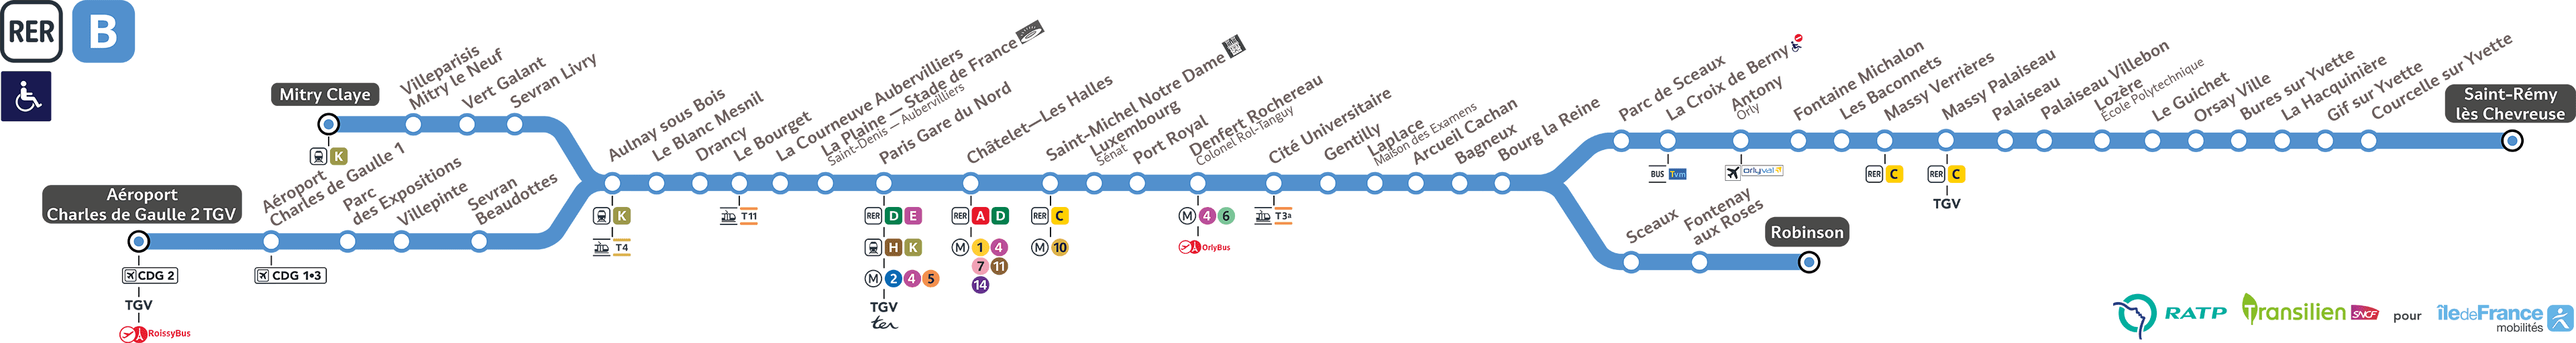 RER B
Mitry Claye
K
Villeparisis
Mitry le Neuf
Vert Galant
Sevran Livry
Aéroport
Charles de Gaulle 2 TGV
CDG 2
TGV
RoissyBus
Aéroport
Charles de Gaulle 1
CDG 1•3
Parc
des Expositions
Villepinte
Sevran
Beaudottes
Aulnay sous Bois
K
T4
Le Blanc Mesnil
Drancy
Le Bourget
T11
La Courneuve Aubervilliers
La Plaine — Stade de France
Saint-Denis — Aubervilliers
Paris Gare du Nord
RER D E
H K
M 2 4 5
TGV
ter
Châtelet—Les Halles
RER A D
M 1 4
7 11
14
Saint-Michel Notre Dame
RER C
M 10
Luxembourg
Sénat
Port Royal
Denfert Rochereau
Colonel Rol-Tanguy
M 4 6
OrlyBus
Cité Universitaire
T3a
Gentilly
Laplace
Maison des Examens
Arcueil Cachan
Bagneux
Bourg la Reine
Parc de Sceaux
La Croix de Berny
BUS Tvm
Antony
Orly
orlyval
Fontaine Michalon
Les Baconnets
Massy Verrières
RER C
Massy Palaiseau
RER C
TGV
Palaiseau
Palaiseau Villebon
Lozère
École Polytechnique
Le Guichet
Orsay Ville
Bures sur Yvette
La Hacquinière
Gif sur Yvette
Courcelle sur Yvette
Saint-Rémy
lès Chevreuse
Sceaux
Fontenay
aux Roses
Robinson
RATP
Transilien SNCF pour
île de France
mobilités